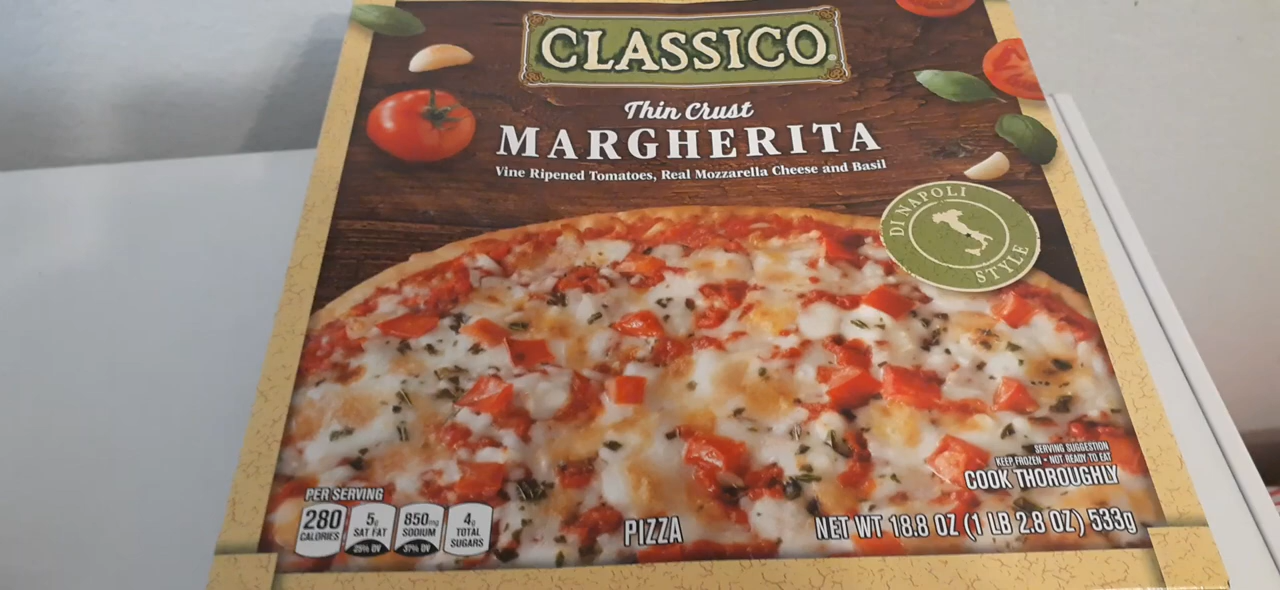 CLASSICO®
Thin Crust
MARGHERITA
Vine Ripened Tomatoes, Real Mozzarella Cheese and Basil
DI NAPOLI
STYLE
SERVING SUGGESTION
KEEP FROZEN • NOT READY TO EAT
COOK THOROUGHLY
PER SERVING
280
CALORIES
5g
SAT FAT
25% DV
850mg
SODIUM
37% DV
4g
TOTAL
SUGARS
PIZZA
NET WT 18.8 OZ (1 LB 2.8 OZ) 533g